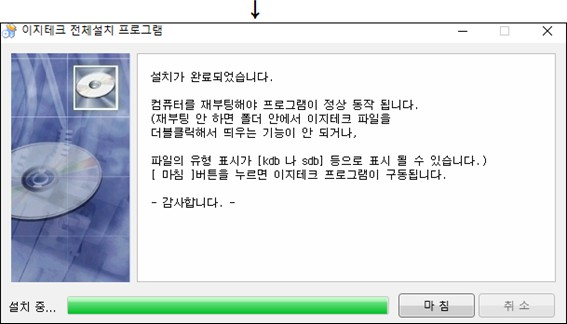 ↓
이지테크 전체설치 프로그램
설치가 완료되었습니다.
컴퓨터를 재부팅해야 프로그램이 정상 동작 됩니다.
(재부팅 안 하면 폴더 안에서 이지테크 파일을
더블클릭해서 띄우는 기능이 안 되거나,
파일의 유형 표시가 [kdb 나 sdb] 등으로 표시 될 수 있습니다.)
[ 마침 ]버튼을 누르면 이지테크 프로그램이 구동됩니다.
- 감사합니다. -
설치 중...
마 침
취 소